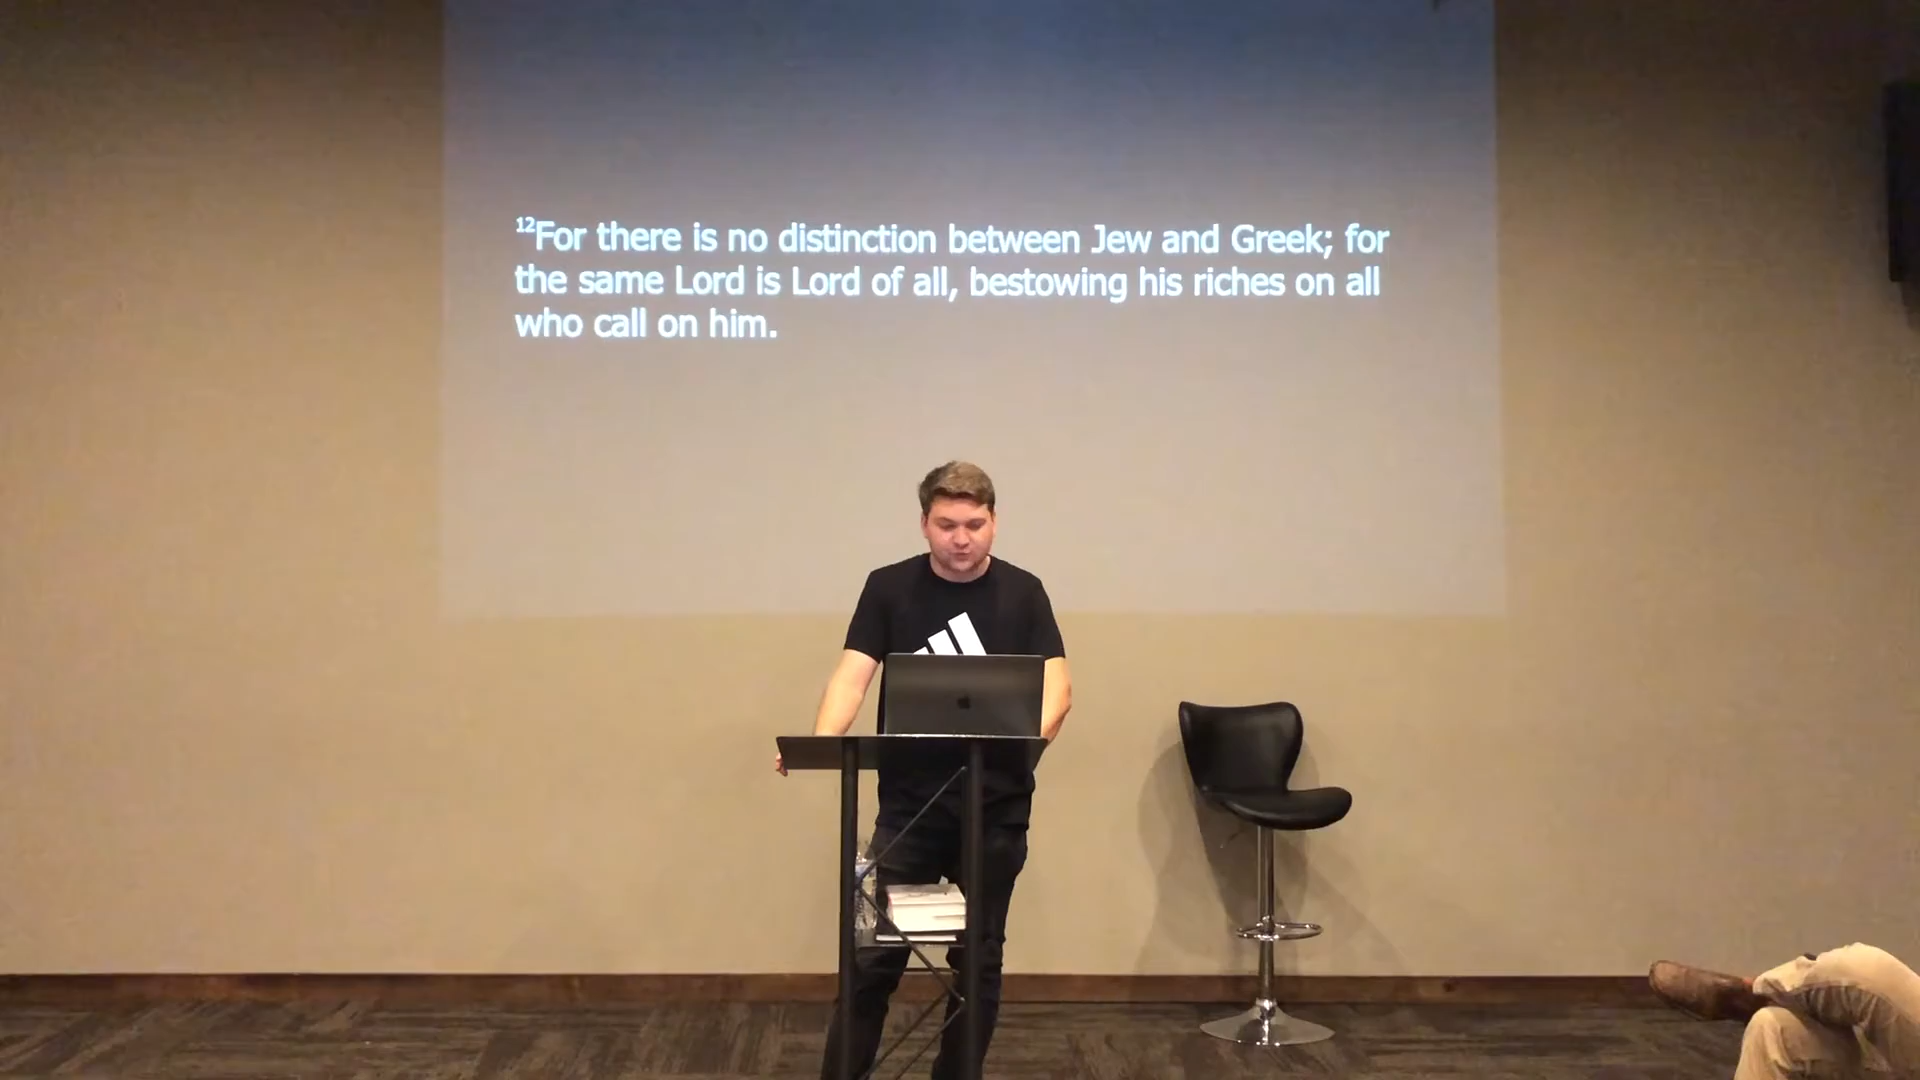 ¹²For there is no distinction between Jew and Greek; for
the same Lord is Lord of all, bestowing his riches on all
who call on him.